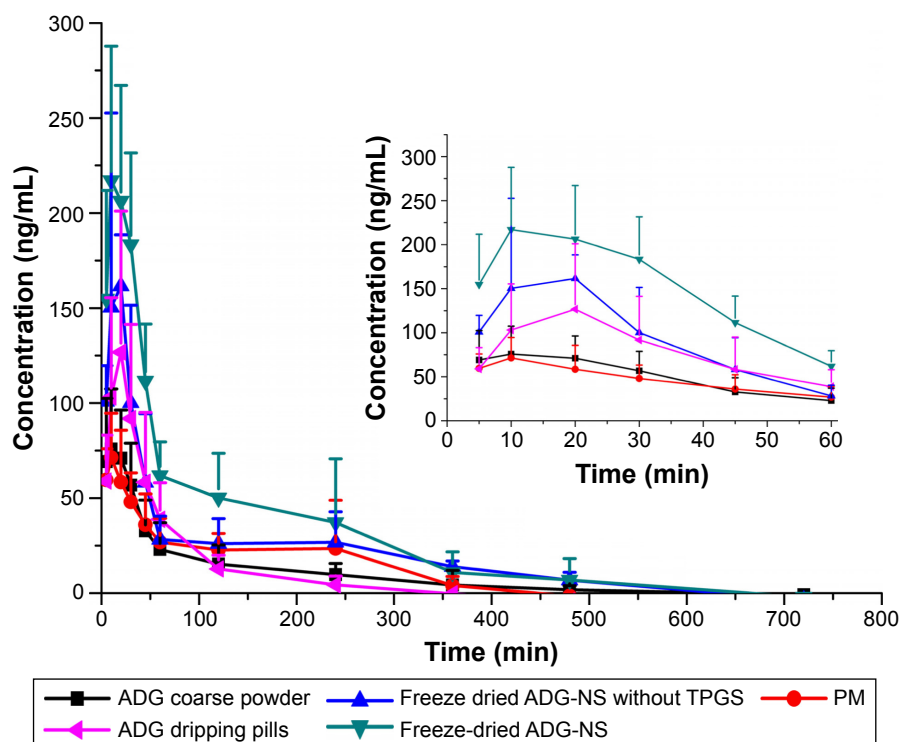 300
250
200
150
100
50
0
Concentration (ng/mL)
0 100 200 300 400 500 600 700 800
Time (min)
300
250
200
150
100
50
0
Concentration (ng/mL)
0 10 20 30 40 50 60
Time (min)
ADG coarse powder Freeze dried ADG-NS without TPGS PM
ADG dripping pills Freeze-dried ADG-NS